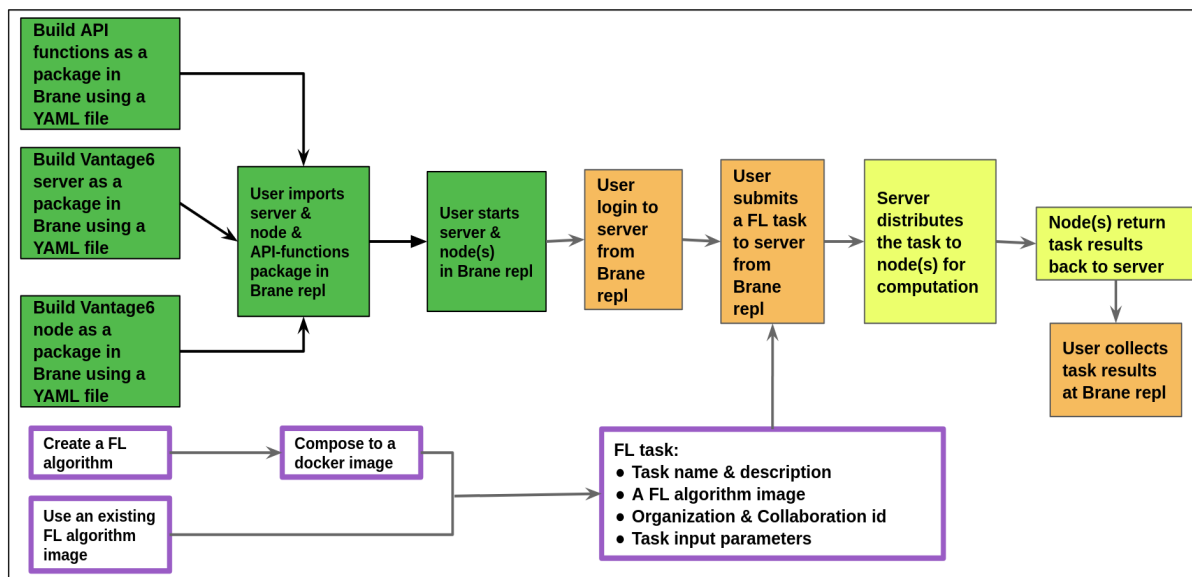 Build API
functions as a
package in
Brane using a
YAML file
Build Vantage6
server as a
package in
Brane using a
YAML file
Build Vantage6
node as a
package in
Brane using a
YAML file
User imports
server &
node &
API-functions
package in
Brane repl
User starts
server &
node(s)
in Brane repl
User
login to
server
from
Brane
repl
User
submits
a FL task
to server
from
Brane
repl
Server
distributes
the task to
node(s) for
computation
Node(s) return
task results
back to server
User collects
task results
at Brane repl
Create a FL
algorithm
Compose to a
docker image
Use an existing
FL algorithm
image
FL task:
● Task name & description
● A FL algorithm image
● Organization & Collaboration id
● Task input parameters